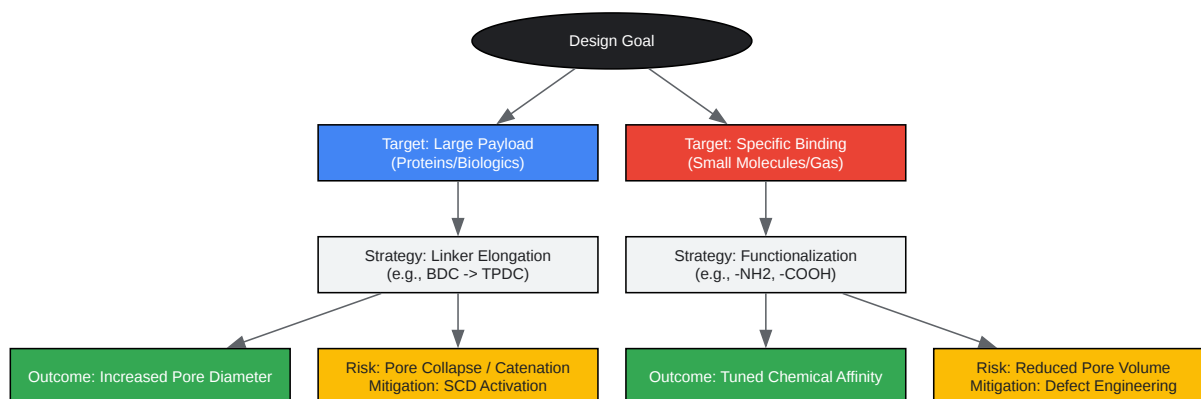 Design Goal
Target: Large Payload
(Proteins/Biologics)
Target: Specific Binding
(Small Molecules/Gas)
Strategy: Linker Elongation
(e.g., BDC -> TPDC)
Strategy: Functionalization
(e.g., -NH2, -COOH)
Outcome: Increased Pore Diameter
Risk: Pore Collapse / Catenation
Mitigation: SCD Activation
Outcome: Tuned Chemical Affinity
Risk: Reduced Pore Volume
Mitigation: Defect Engineering